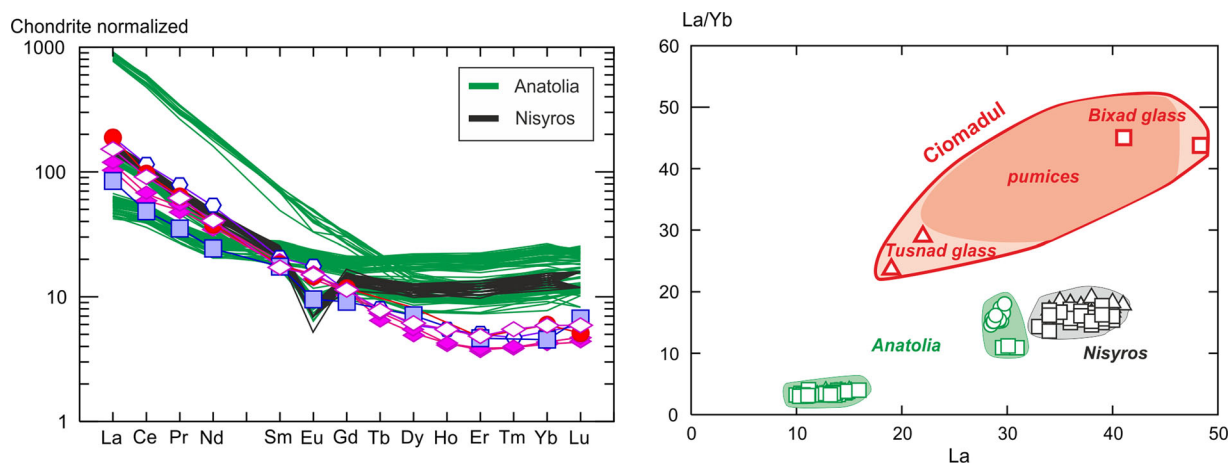 Chondrite normalized
1000
100
10
1
Anatolia
Nisyros
La Ce Pr Nd Sm Eu Gd Tb Dy Ho Er Tm Yb Lu
La/Yb
60
50
40
30
20
10
0
Ciomadul
Bixad glass
pumices
Tusnad glass
Anatolia
Nisyros
0 10 20 30 40 50
La